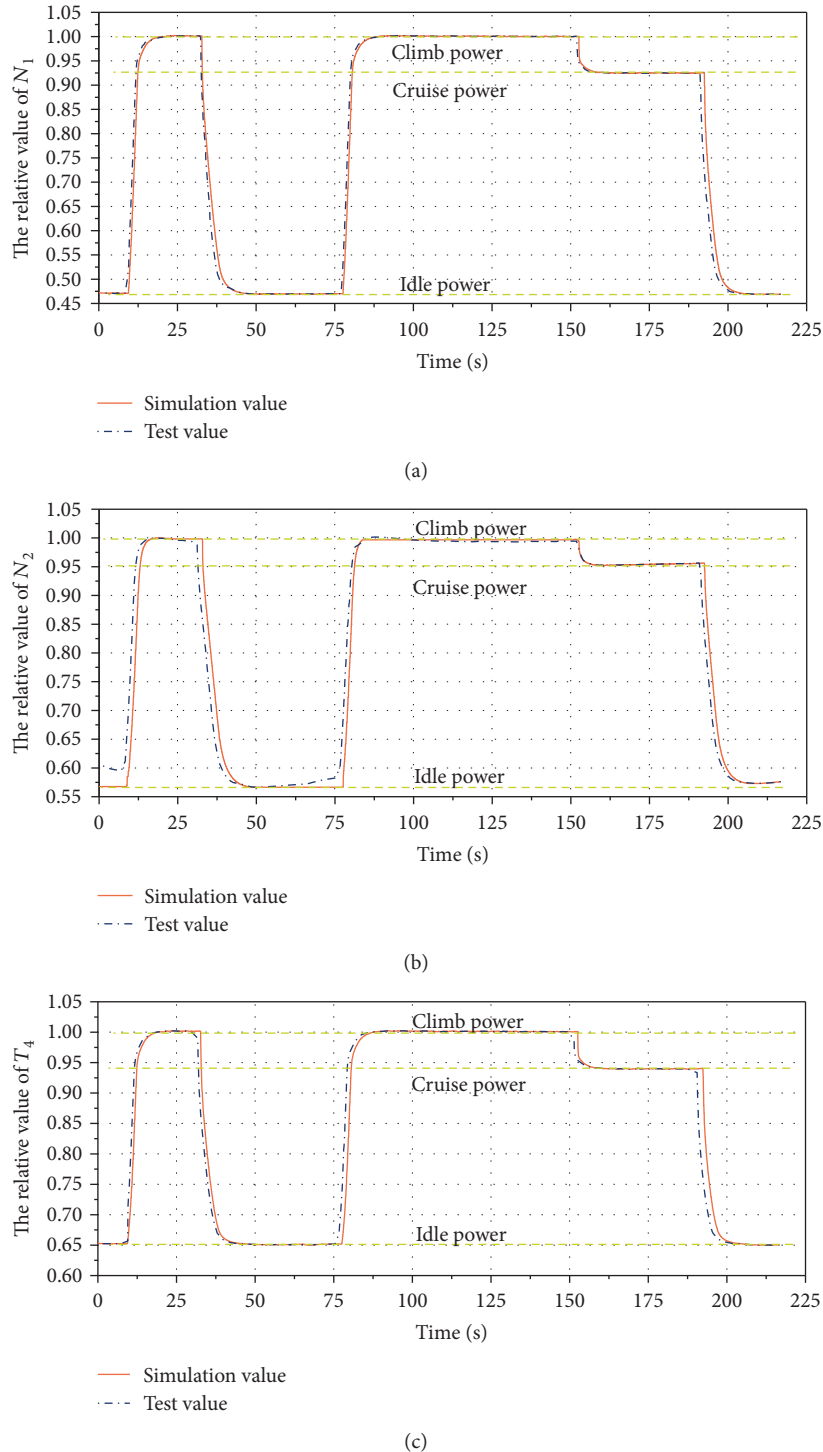 1.05
1.00
0.95
0.90
0.85
0.80
0.75
0.70
0.65
0.60
0.55
0.50
0.45
The relative value of N1
Climb power
Cruise power
Idle power
0 25 50 75 100 125 150 175 200 225
Time (s)
Simulation value
Test value
(a)
1.05
1.00
0.95
0.90
0.85
0.80
0.75
0.70
0.65
0.60
0.55
The relative value of N2
Climb power
Cruise power
Idle power
0 25 50 75 100 125 150 175 200 225
Time (s)
Simulation value
Test value
(b)
1.05
1.00
0.95
0.90
0.85
0.80
0.75
0.70
0.65
0.60
The relative value of T4
Climb power
Cruise power
Idle power
0 25 50 75 100 125 150 175 200 225
Time (s)
Simulation value
Test value
(c)